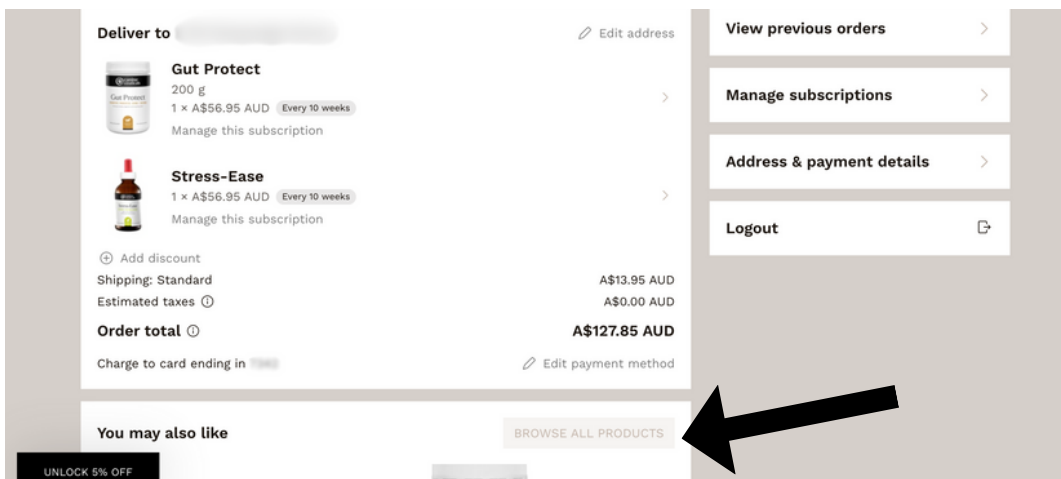 Deliver to
Edit address
Gut Protect
200 g
1 × A$56.95 AUD Every 10 weeks
Manage this subscription
Gut Protect
Stress-Ease
1 × A$56.95 AUD Every 10 weeks
Manage this subscription
Add discount
Shipping: Standard A$13.95 AUD
Estimated taxes A$0.00 AUD
Order total A$127.85 AUD
Charge to card ending in
Edit payment method
You may also like
BROWSE ALL PRODUCTS
UNLOCK 5% OFF
View previous orders
Manage subscriptions
Address & payment details
Logout